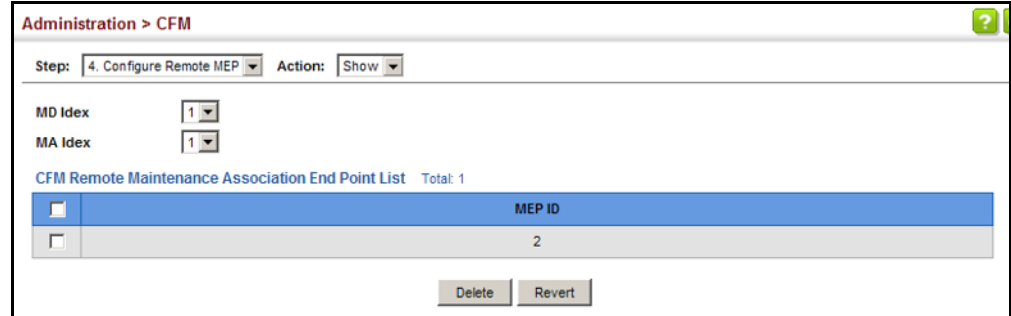 Administration > CFM
?
Step: 4. Configure Remote MEP Action: Show
MD Idex 1
MA Idex 1
CFM Remote Maintenance Association End Point List Total: 1
MEP ID
2
Delete Revert